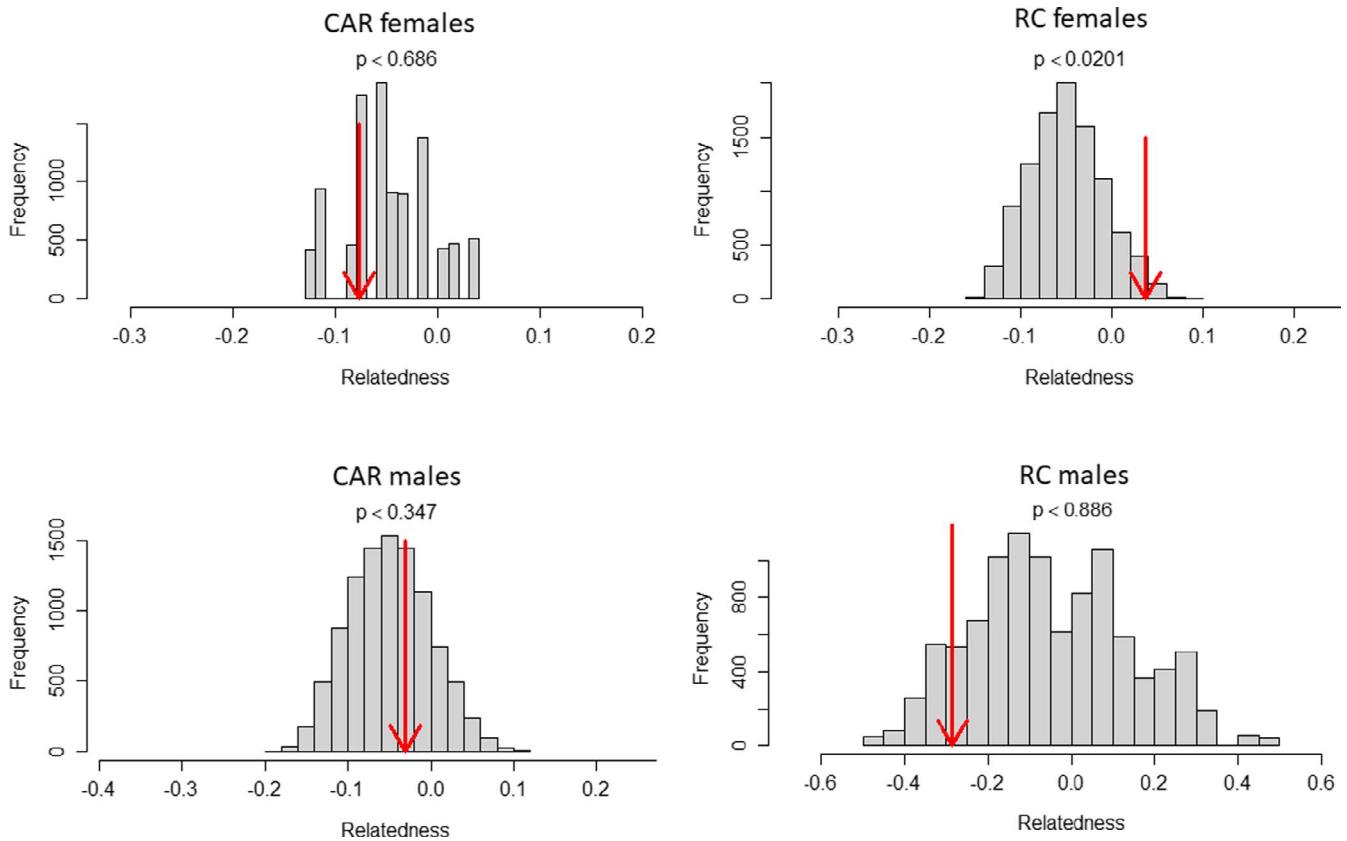 CAR females
p < 0.686
Frequency
0 500 1000
-0.3 -0.2 -0.1 0.0 0.1 0.2
Relatedness
RC females
p < 0.0201
Frequency
0 500 1500
-0.3 -0.2 -0.1 0.0 0.1 0.2
Relatedness
CAR males
p < 0.347
Frequency
0 500 1000 1500
-0.4 -0.3 -0.2 -0.1 0.0 0.1 0.2
Relatedness
RC males
p < 0.886
Frequency
0 400 800
-0.6 -0.4 -0.2 0.0 0.2 0.4 0.6
Relatedness